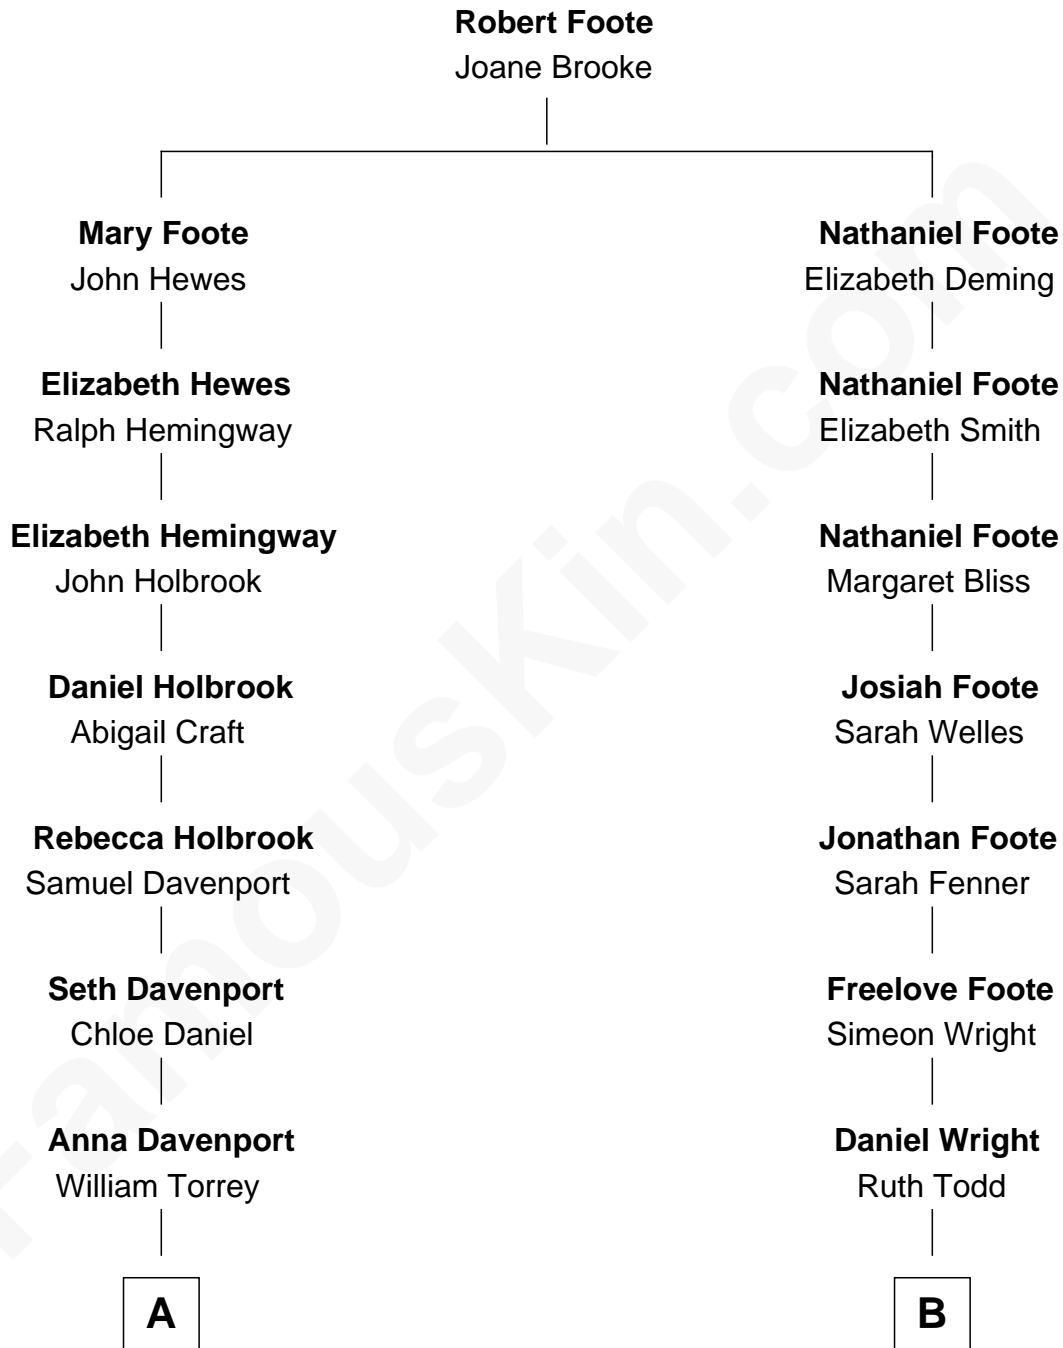 Robert Foote
Joane Brooke
Mary Foote
John Hewes
Nathaniel Foote
Elizabeth Deming
Elizabeth Hewes
Ralph Hemingway
Nathaniel Foote
Elizabeth Smith
Elizabeth Hemingway
John Holbrook
Nathaniel Foote
Margaret Bliss
Daniel Holbrook
Abigail Craft
Josiah Foote
Sarah Welles
Rebecca Holbrook
Samuel Davenport
Jonathan Foote
Sarah Fenner
Seth Davenport
Chloe Daniel
Freelove Foote
Simeon Wright
Anna Davenport
William Torrey
Daniel Wright
Ruth Todd
A
B
FamousKin.com